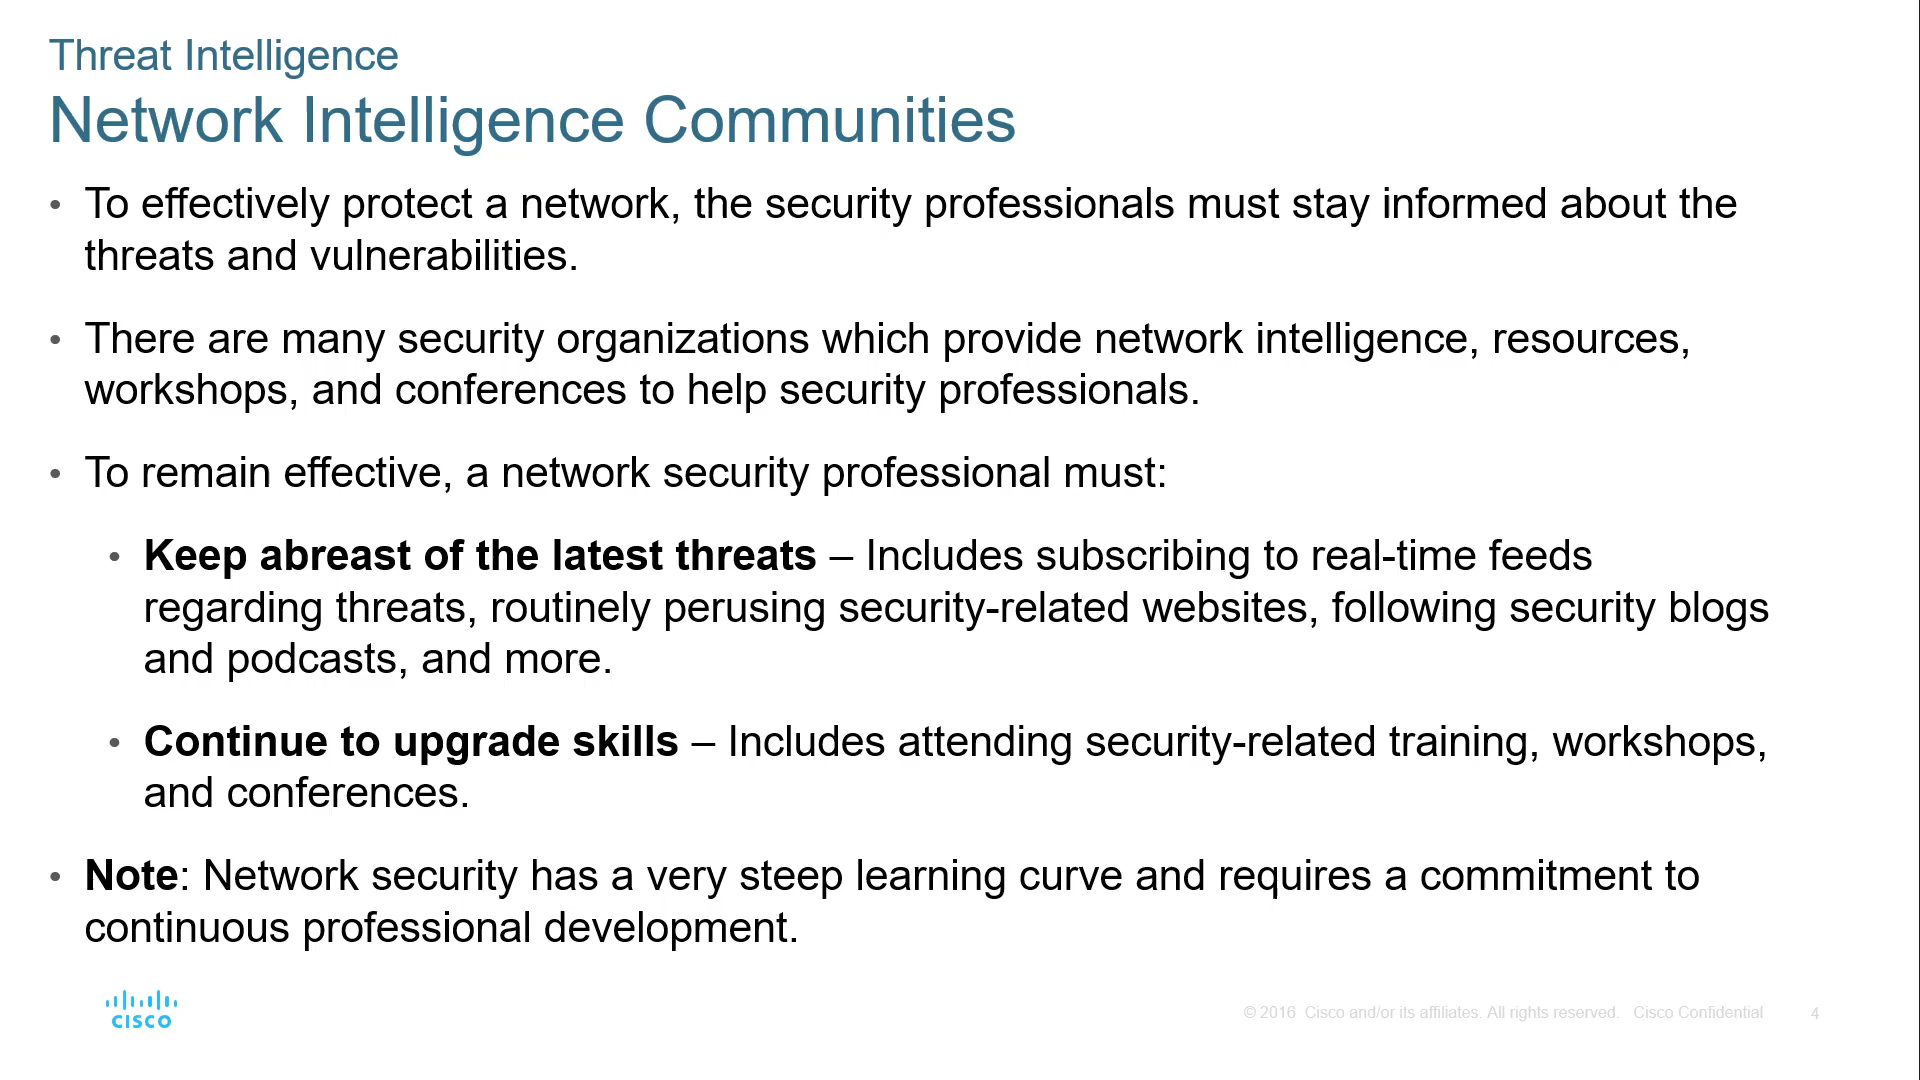 Threat Intelligence
Network Intelligence Communities
• To effectively protect a network, the security professionals must stay informed about the
threats and vulnerabilities.
• There are many security organizations which provide network intelligence, resources,
workshops, and conferences to help security professionals.
• To remain effective, a network security professional must:
• Keep abreast of the latest threats – Includes subscribing to real-time feeds
regarding threats, routinely perusing security-related websites, following security blogs
and podcasts, and more.
• Continue to upgrade skills – Includes attending security-related training, workshops,
and conferences.
• Note: Network security has a very steep learning curve and requires a commitment to
continuous professional development.
CISCO
© 2016 Cisco and/or its affiliates. All rights reserved. Cisco Confidential 4